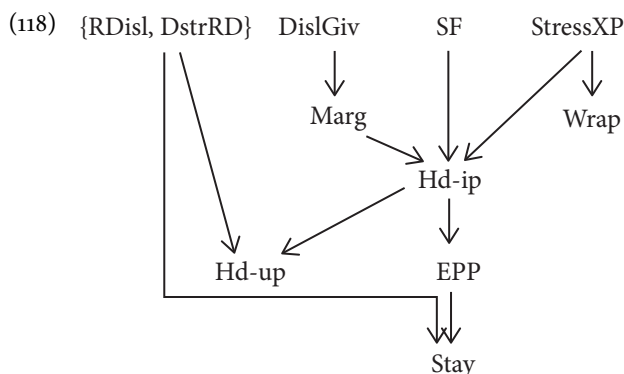 (118) {RDisl, DstrRD} DislGiv SF StressXP
Marg Wrap
Hd-ip
Hd-up EPP
Stay